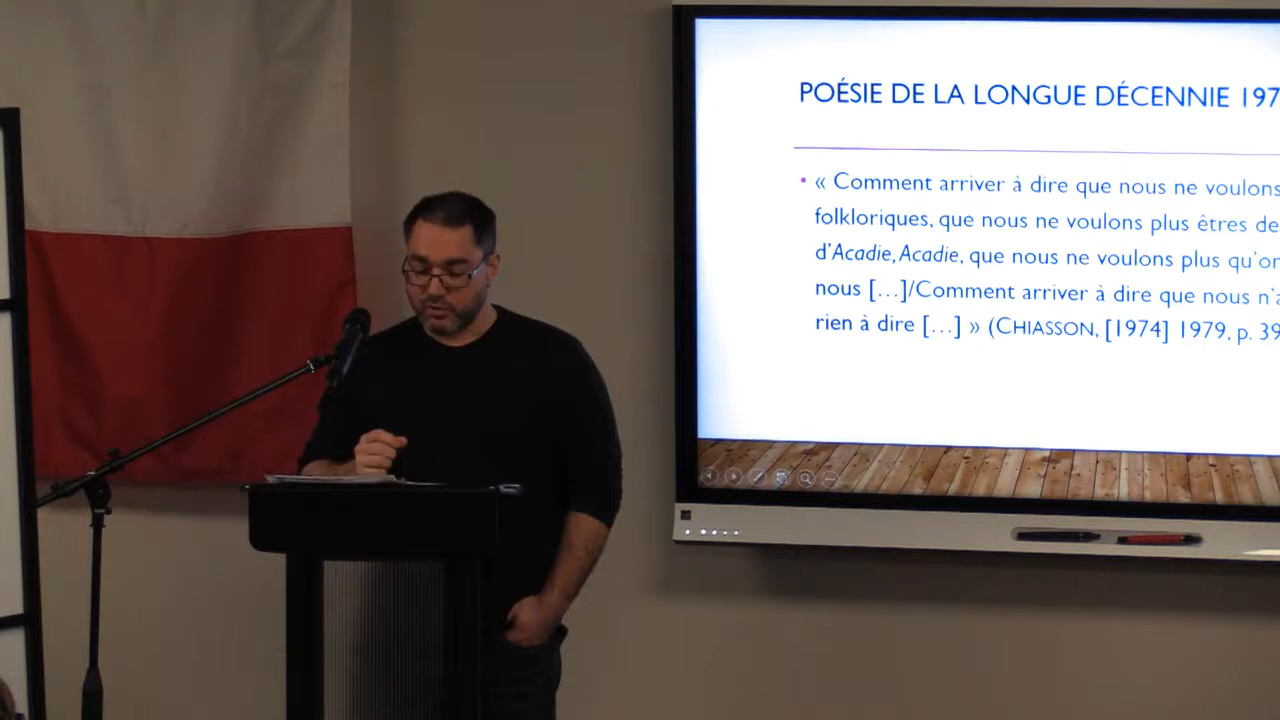 POÉSIE DE LA LONGUE DÉCENNIE 197
• « Comment arriver à dire que nous ne voulons
folkloriques, que nous ne voulons plus êtres de
d'Acadie, Acadie, que nous ne voulons plus qu'on
nous […]/Comment arriver à dire que nous n'a
rien à dire […] » (CHIASSON, [1974] 1979, p. 39